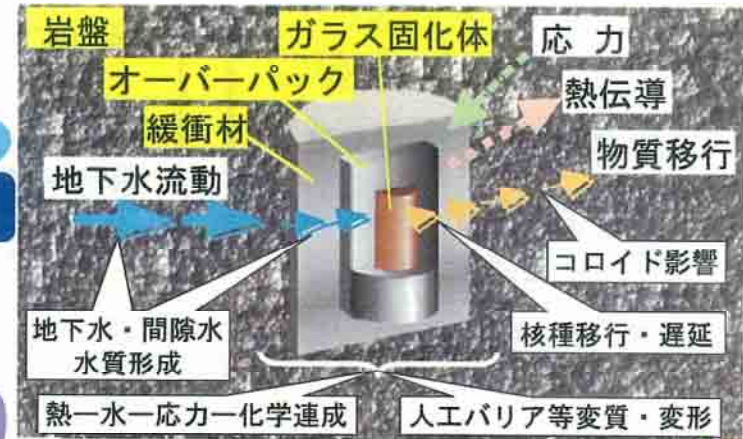 岩盤
ガラス固化体
応 力
オーバーパック
熱伝導
緩衝材
物質移行
地下水流動
コロイド影響
地下水・間隙水
水質形成
核種移行・遅延
熱ー水ー応力ー化学連成
人工バリア等変質・変形